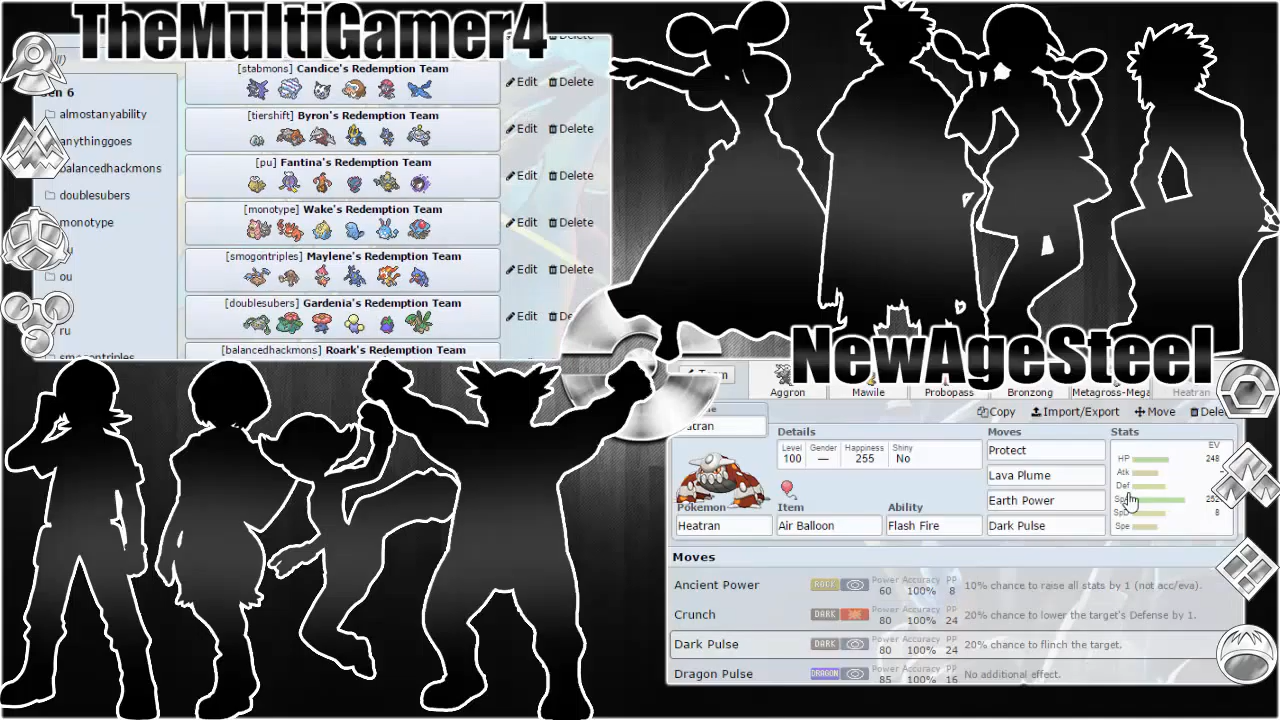 TheMultiGamer4
[stabmons] Candice's Redemption Team
Edit Delete
almostanyability
[tiershift] Byron's Redemption Team
Edit Delete
anythinggoes
balancedhackmons
[pu] Fantina's Redemption Team
Edit Delete
doublesubers
[monotype] Wake's Redemption Team
Edit Delete
monotype
[smogontriples] Maylene's Redemption Team
Edit Delete
ou
[doublesubers] Gardenia's Redemption Team
Edit
ru
[balancedhackmons] Roark's Redemption Team
smogontriples
NewAgeSteel
Aggron Mawile Probopass Bronzong Metagross-Mega Heatran
Copy Import/Export Move Dele
Details Moves Stats
EV
Level Gender Happiness Shiny
100 — 255 No
Protect
HP 248
Lava Plume
Atk
Def
Earth Power
252
8
Pokemon Item Ability
Heatran Air Balloon Flash Fire Dark Pulse
Spe
Moves
Ancient Power ROCK Power 60 Accuracy 100% PP 8 10% chance to raise all stats by 1 (not acc/eva).
Crunch DARK Power 80 Accuracy 100% PP 24 20% chance to lower the target's Defense by 1.
Dark Pulse DARK Power 80 Accuracy 100% PP 24 20% chance to flinch the target.
Dragon Pulse DRAGON Power 85 Accuracy 100% PP 16 No additional effect.